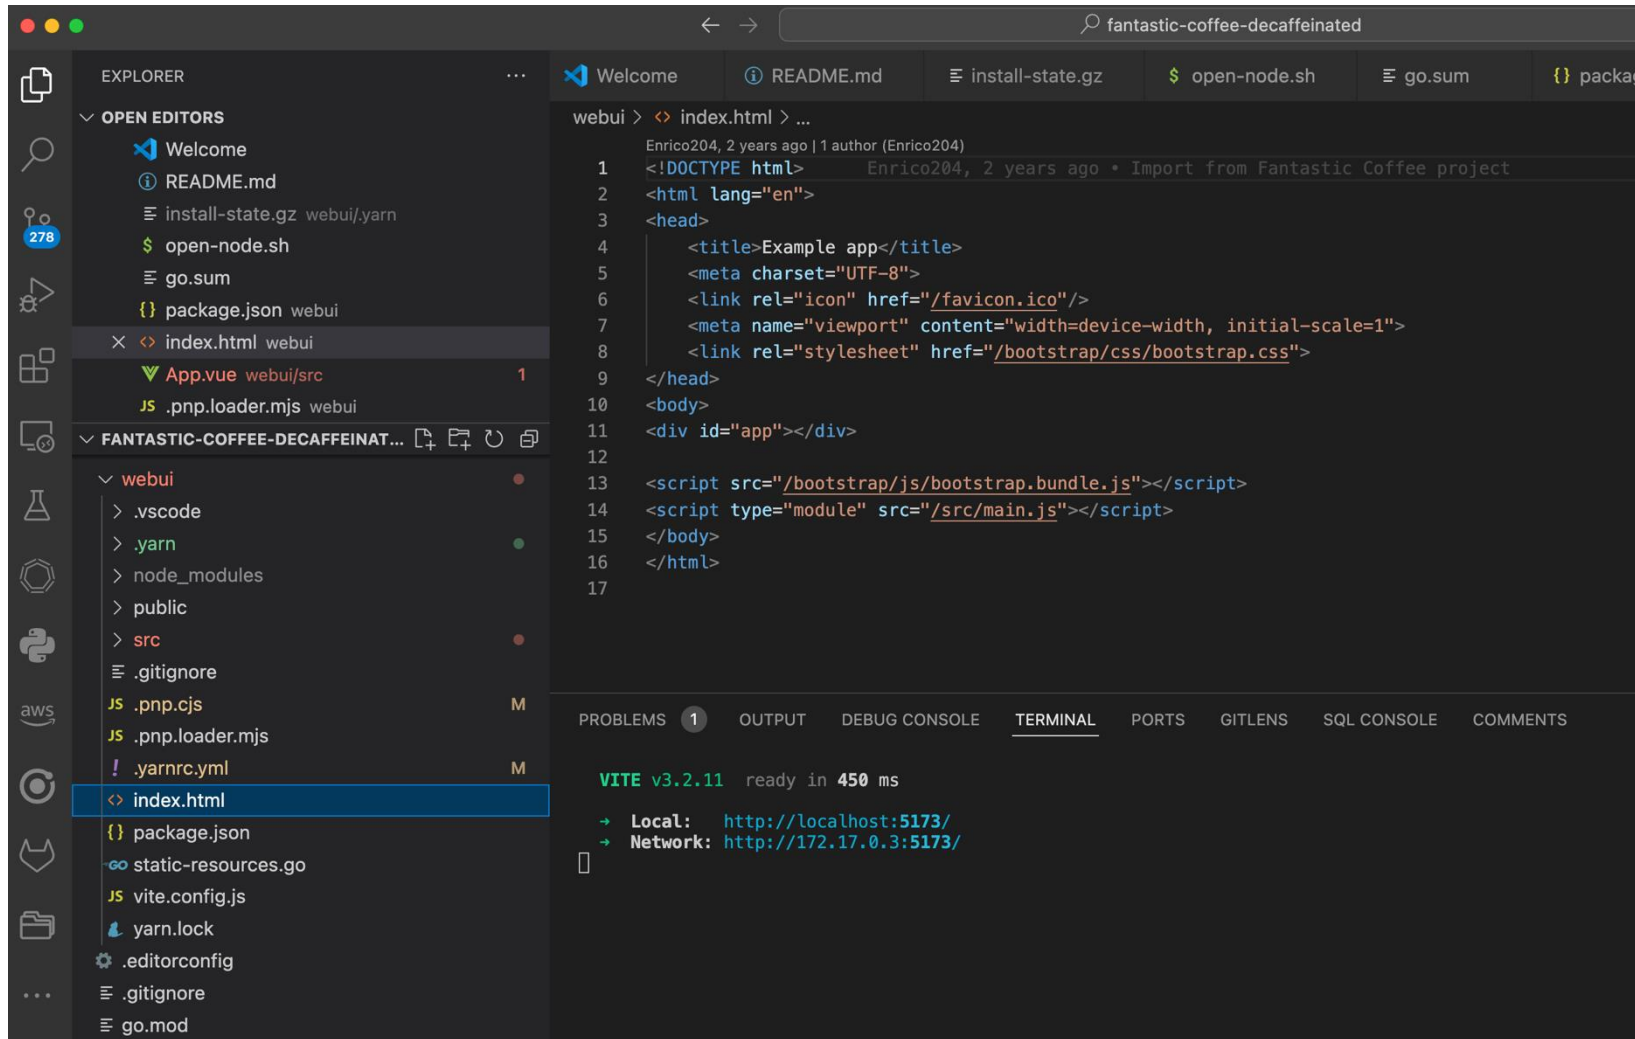 fantastic-coffee-decaffeinated
EXPLORER
OPEN EDITORS
Welcome
README.md
install-state.gz webui/.yarn
open-node.sh
go.sum
package.json webui
index.html webui
App.vue webui/src 1
.pnp.loader.mjs webui
FANTASTIC-COFFEE-DECAFFEINAT...
webui
.vscode
.yarn
node_modules
public
src
.gitignore
.pnp.cjs M
.pnp.loader.mjs
.yarnrc.yml M
index.html
package.json
static-resources.go
vite.config.js
yarn.lock
.editorconfig
.gitignore
go.mod
278
aws
Welcome README.md install-state.gz open-node.sh go.sum packa
webui > index.html > ...
Enrico204, 2 years ago | 1 author (Enrico204)
1 <!DOCTYPE html> Enrico204, 2 years ago • Import from Fantastic Coffee project
2 <html lang="en">
3 <head>
4 <title>Example app</title>
5 <meta charset="UTF-8">
6 <link rel="icon" href="/favicon.ico"/>
7 <meta name="viewport" content="width=device-width, initial-scale=1">
8 <link rel="stylesheet" href="/bootstrap/css/bootstrap.css">
9 </head>
10 <body>
11 <div id="app"></div>
12
13 <script src="/bootstrap/js/bootstrap.bundle.js"></script>
14 <script type="module" src="/src/main.js"></script>
15 </body>
16 </html>
17
PROBLEMS 1 OUTPUT DEBUG CONSOLE TERMINAL PORTS GITLENS SQL CONSOLE COMMENTS
VITE v3.2.11 ready in 450 ms
➜ Local: http://localhost:5173/
➜ Network: http://172.17.0.3:5173/